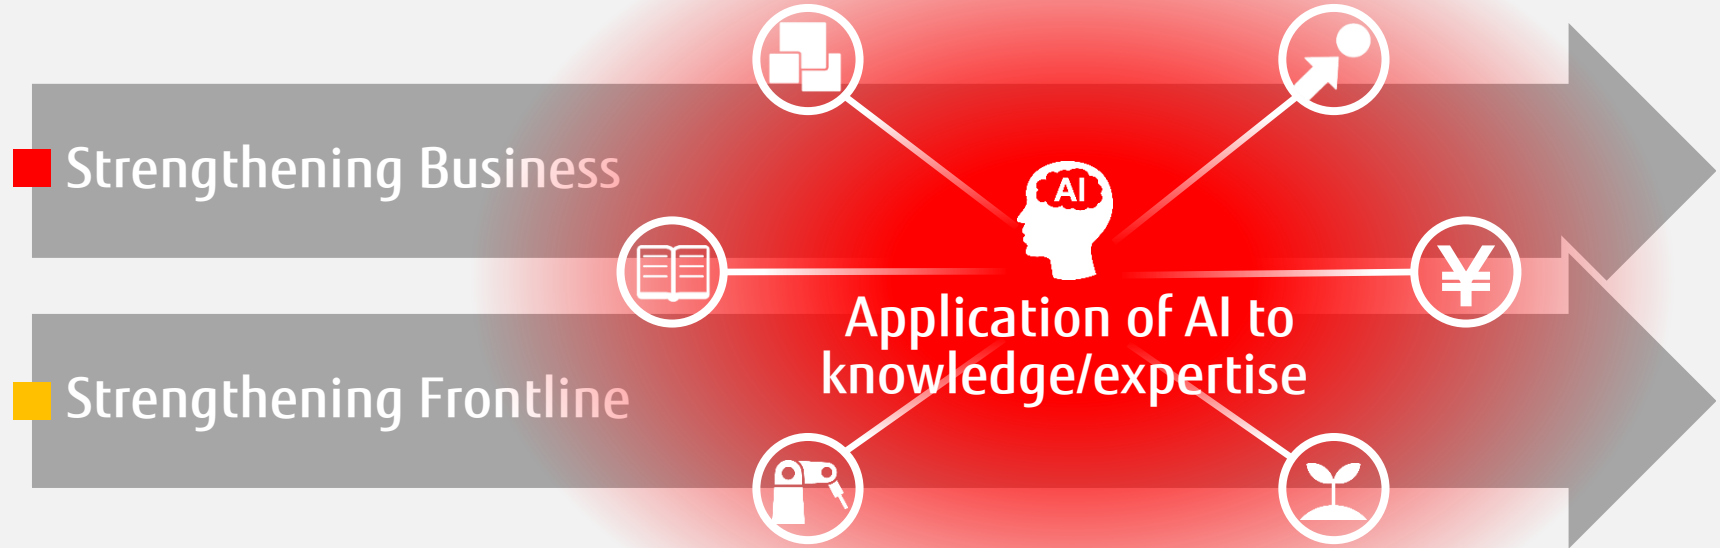 Strengthening Business
AI
¥
Application of AI to
knowledge/expertise
Strengthening Frontline